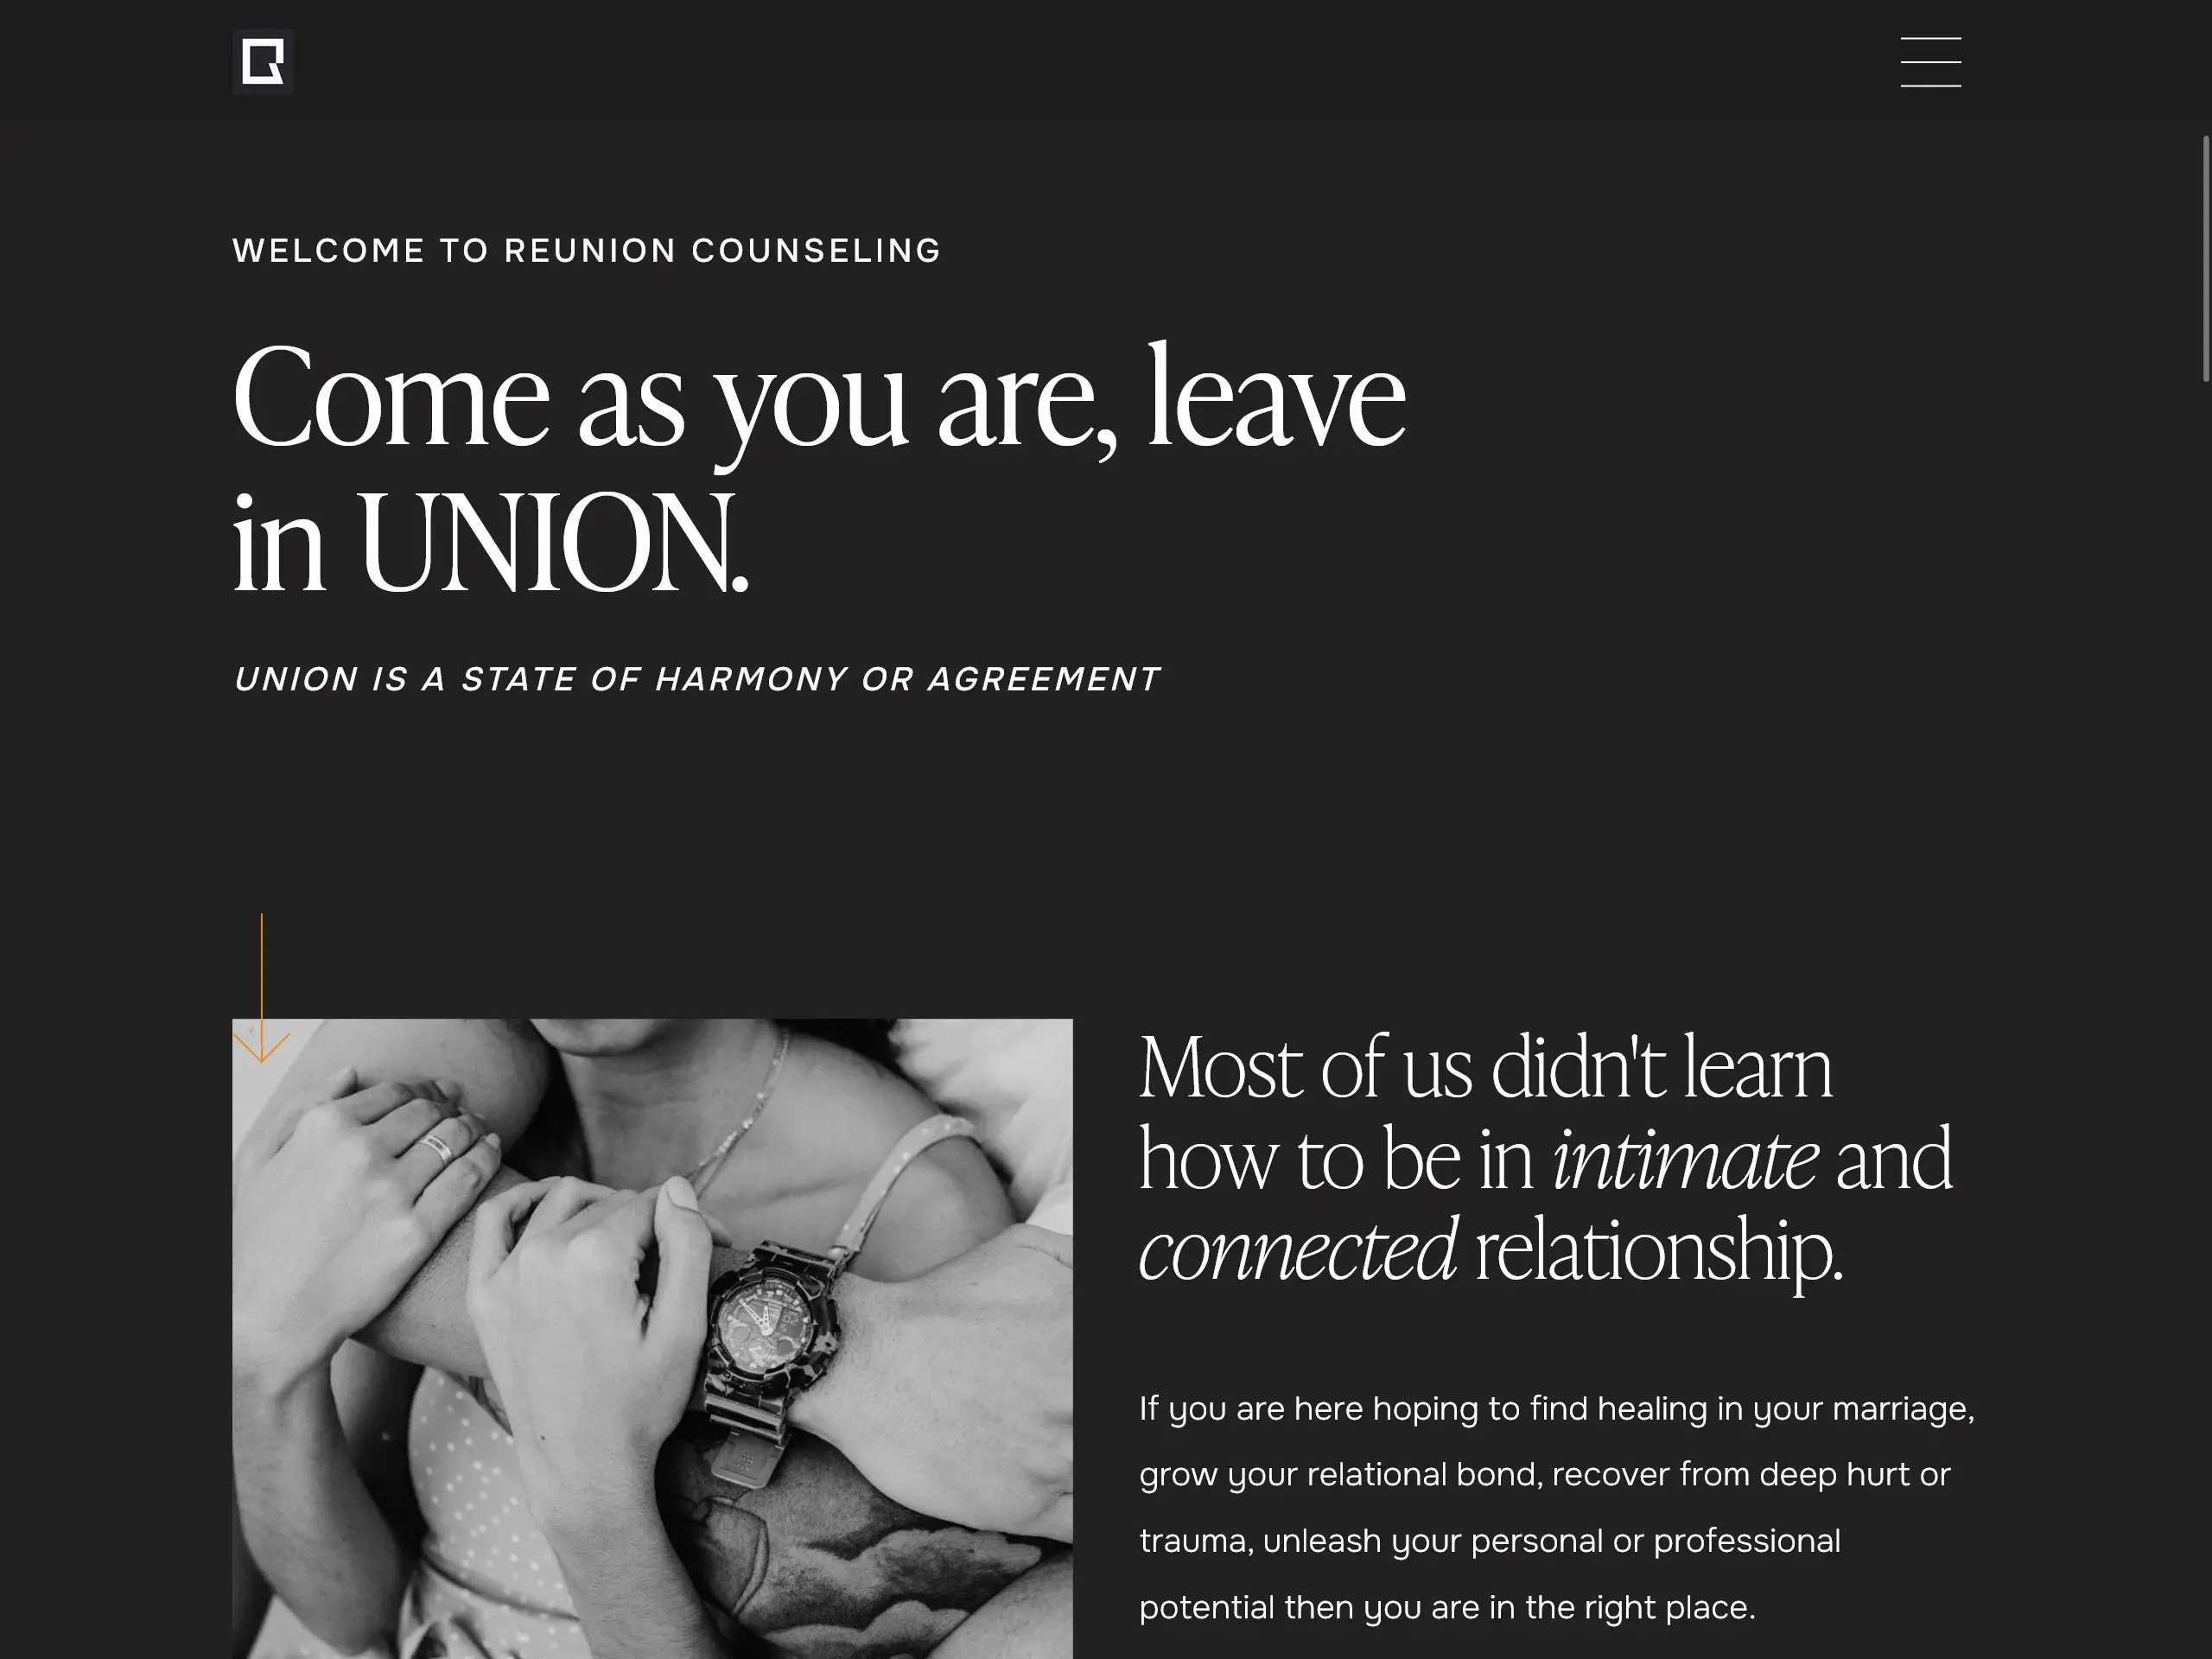 WELCOME TO REUNION COUNSELING
Come as you are, leave
in UNION.
UNION IS A STATE OF HARMONY OR AGREEMENT
Most of us didn't learn
how to be in intimate and
connected relationship.
If you are here hoping to find healing in your marriage,
grow your relational bond, recover from deep hurt or
trauma, unleash your personal or professional
potential then you are in the right place.